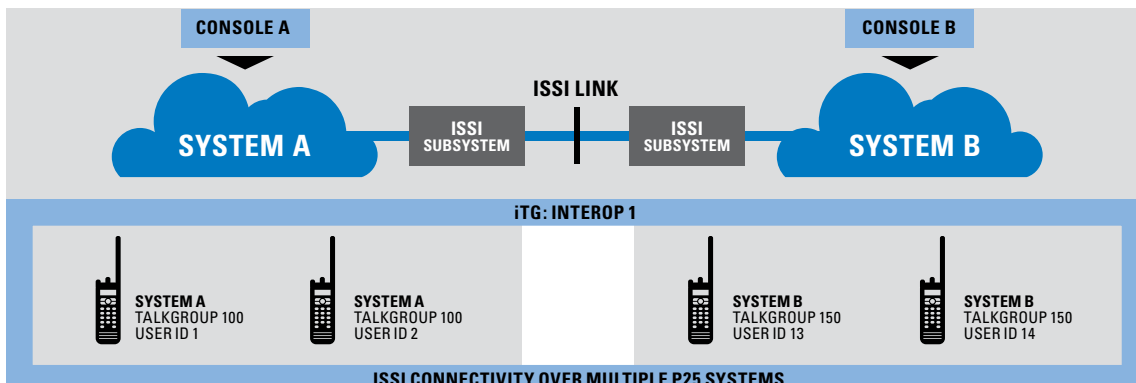 CONSOLE A
CONSOLE B
ISSI LINK
SYSTEM A
ISSI
SUBSYSTEM
ISSI
SUBSYSTEM
SYSTEM B
iTG: INTEROP 1
SYSTEM A
TALKGROUP 100
USER ID 1
SYSTEM A
TALKGROUP 100
USER ID 2
SYSTEM B
TALKGROUP 150
USER ID 13
SYSTEM B
TALKGROUP 150
USER ID 14
ISSI CONNECTIVITY OVER MULTIPLE P25 SYSTEMS